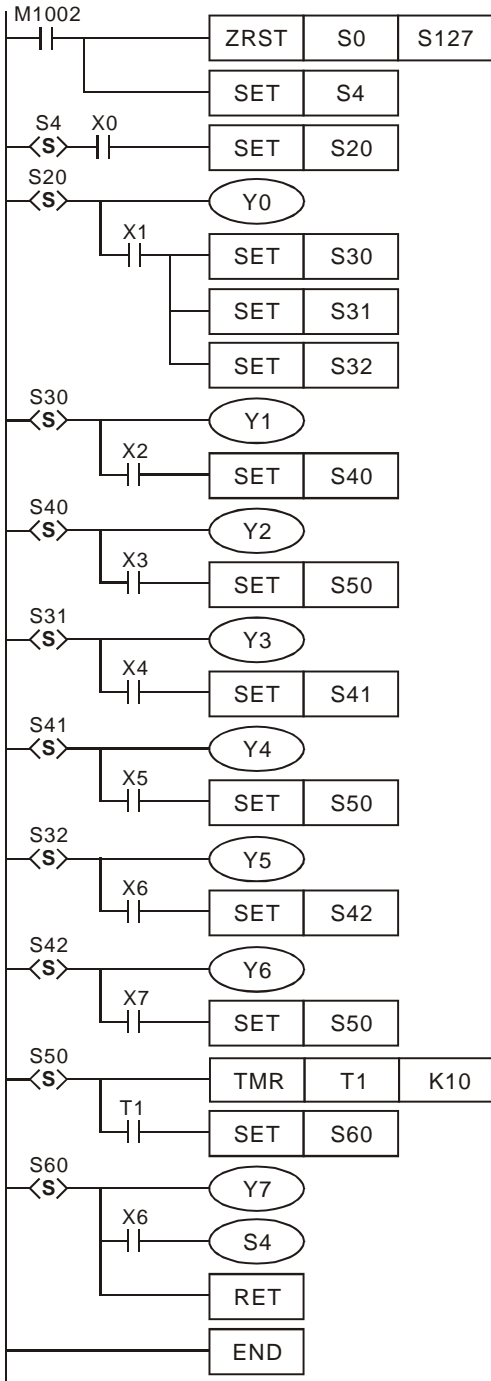 M1002
ZRST S0 S127
SET S4
S4 X0
S SET S20
S20
S Y0
X1
SET S30
SET S31
SET S32
S30
S Y1
X2
SET S40
S40
S Y2
X3
SET S50
S31
S Y3
X4
SET S41
S41
S Y4
X5
SET S50
S32
S Y5
X6
SET S42
S42
S Y6
X7
SET S50
S50
S TMR T1 K10
T1
SET S60
S60
S Y7
X6
S4
RET
END